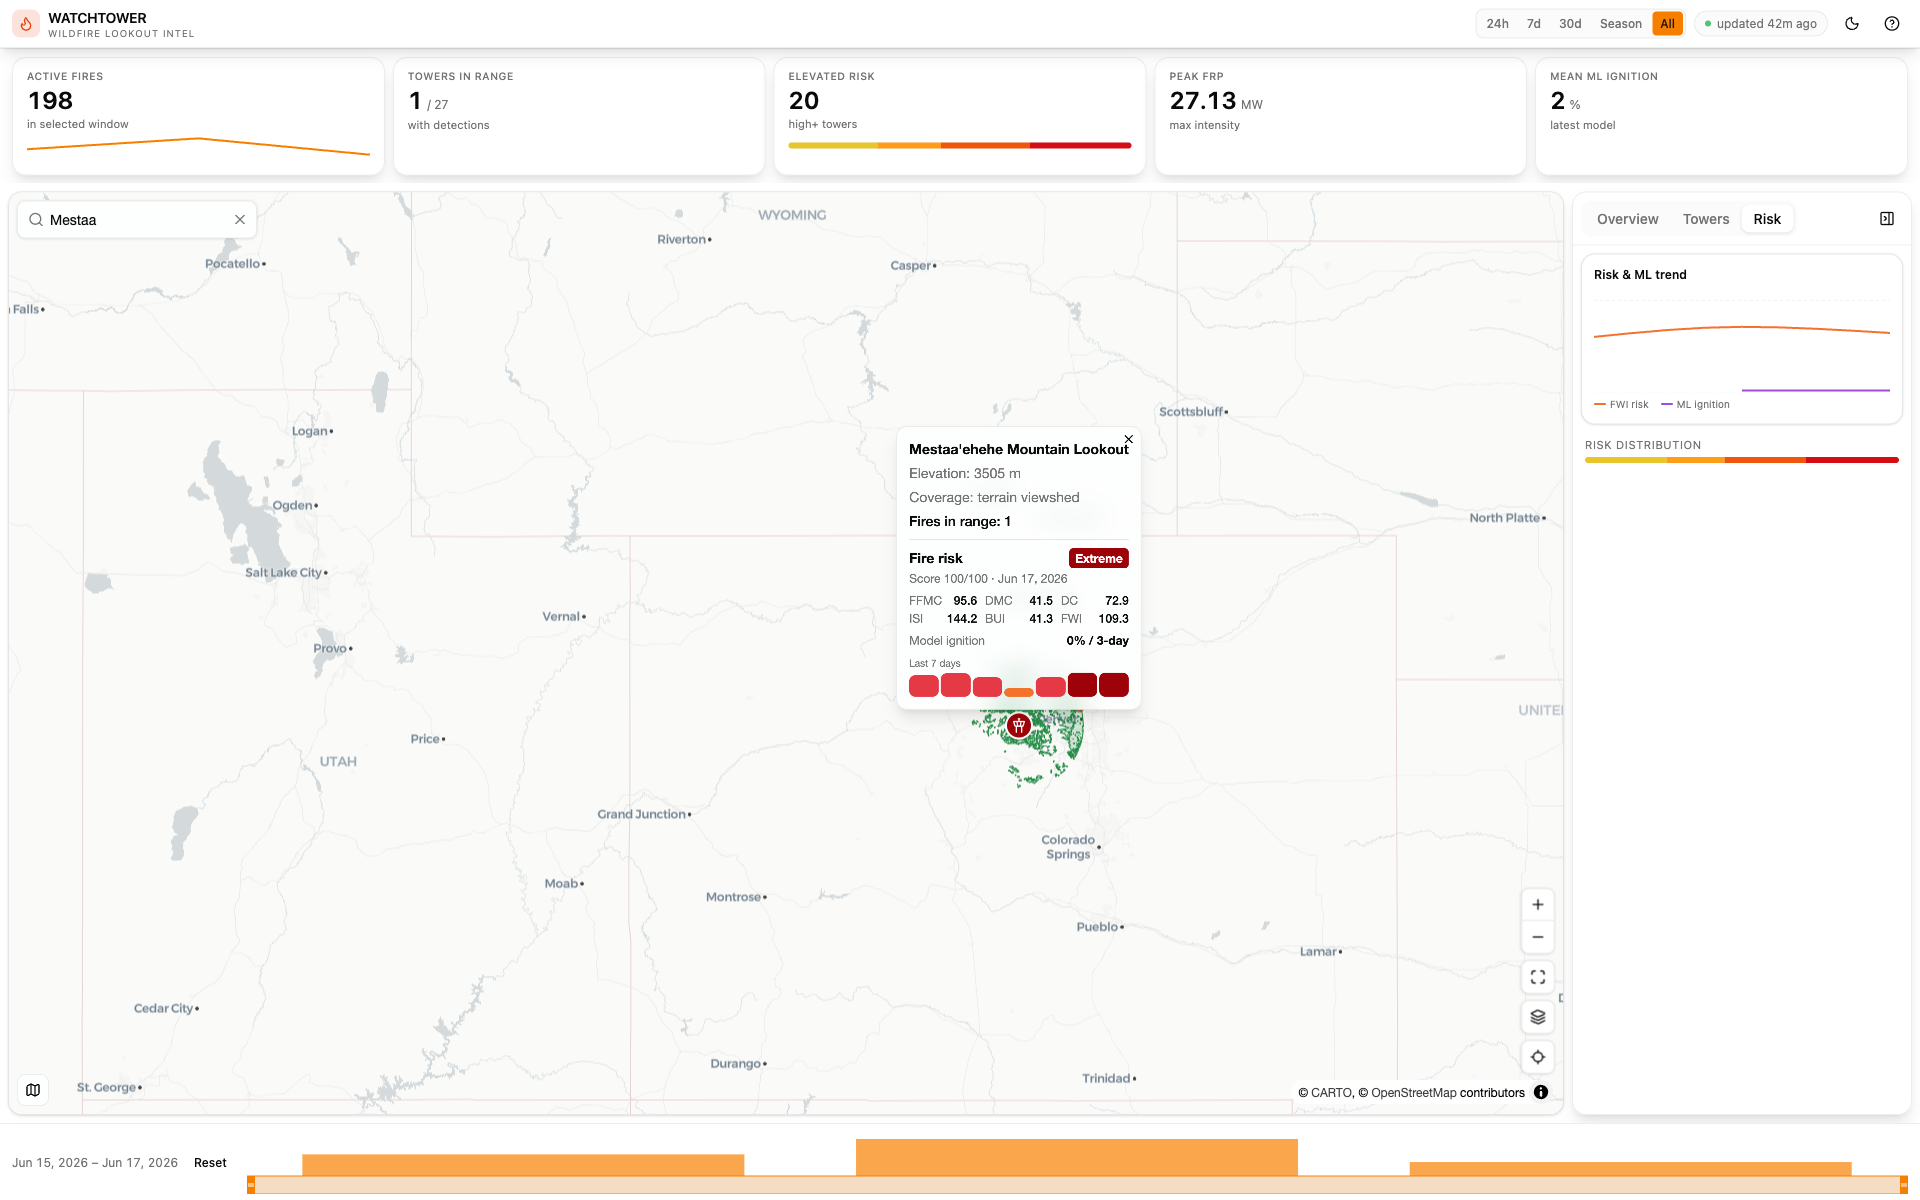 WATCHTOWER
WILDFIRE LOOKOUT INTEL
24h 7d 30d Season All
updated 42m ago
ACTIVE FIRES
198
in selected window
TOWERS IN RANGE
1 / 27
with detections
ELEVATED RISK
20
high+ towers
PEAK FRP
27.13 MW
max intensity
MEAN ML IGNITION
2 %
latest model
Mestaa
WYOMING
Riverton
Pocatello
Casper
Falls
Scottsbluff
Logan
Ogden
North Platte
Salt Lake City
Vernal
Provo
Price
UTAH
UNITE
Grand Junction
Colorado
Springs
Moab
Montrose
Pueblo
Lamar
Cedar City
Durango
Trinidad
St. George
Mestaa'ehehe Mountain Lookout
Elevation: 3505 m
Coverage: terrain viewshed
Fires in range: 1
Fire risk Extreme
Score 100/100 · Jun 17, 2026
FFMC 95.6 DMC 41.5 DC 72.9
ISI 144.2 BUI 41.3 FWI 109.3
Model ignition 0% / 3-day
Last 7 days
© CARTO, © OpenStreetMap contributors
Overview Towers Risk
Risk & ML trend
FWI risk ML ignition
RISK DISTRIBUTION
Jun 15, 2026 – Jun 17, 2026 Reset